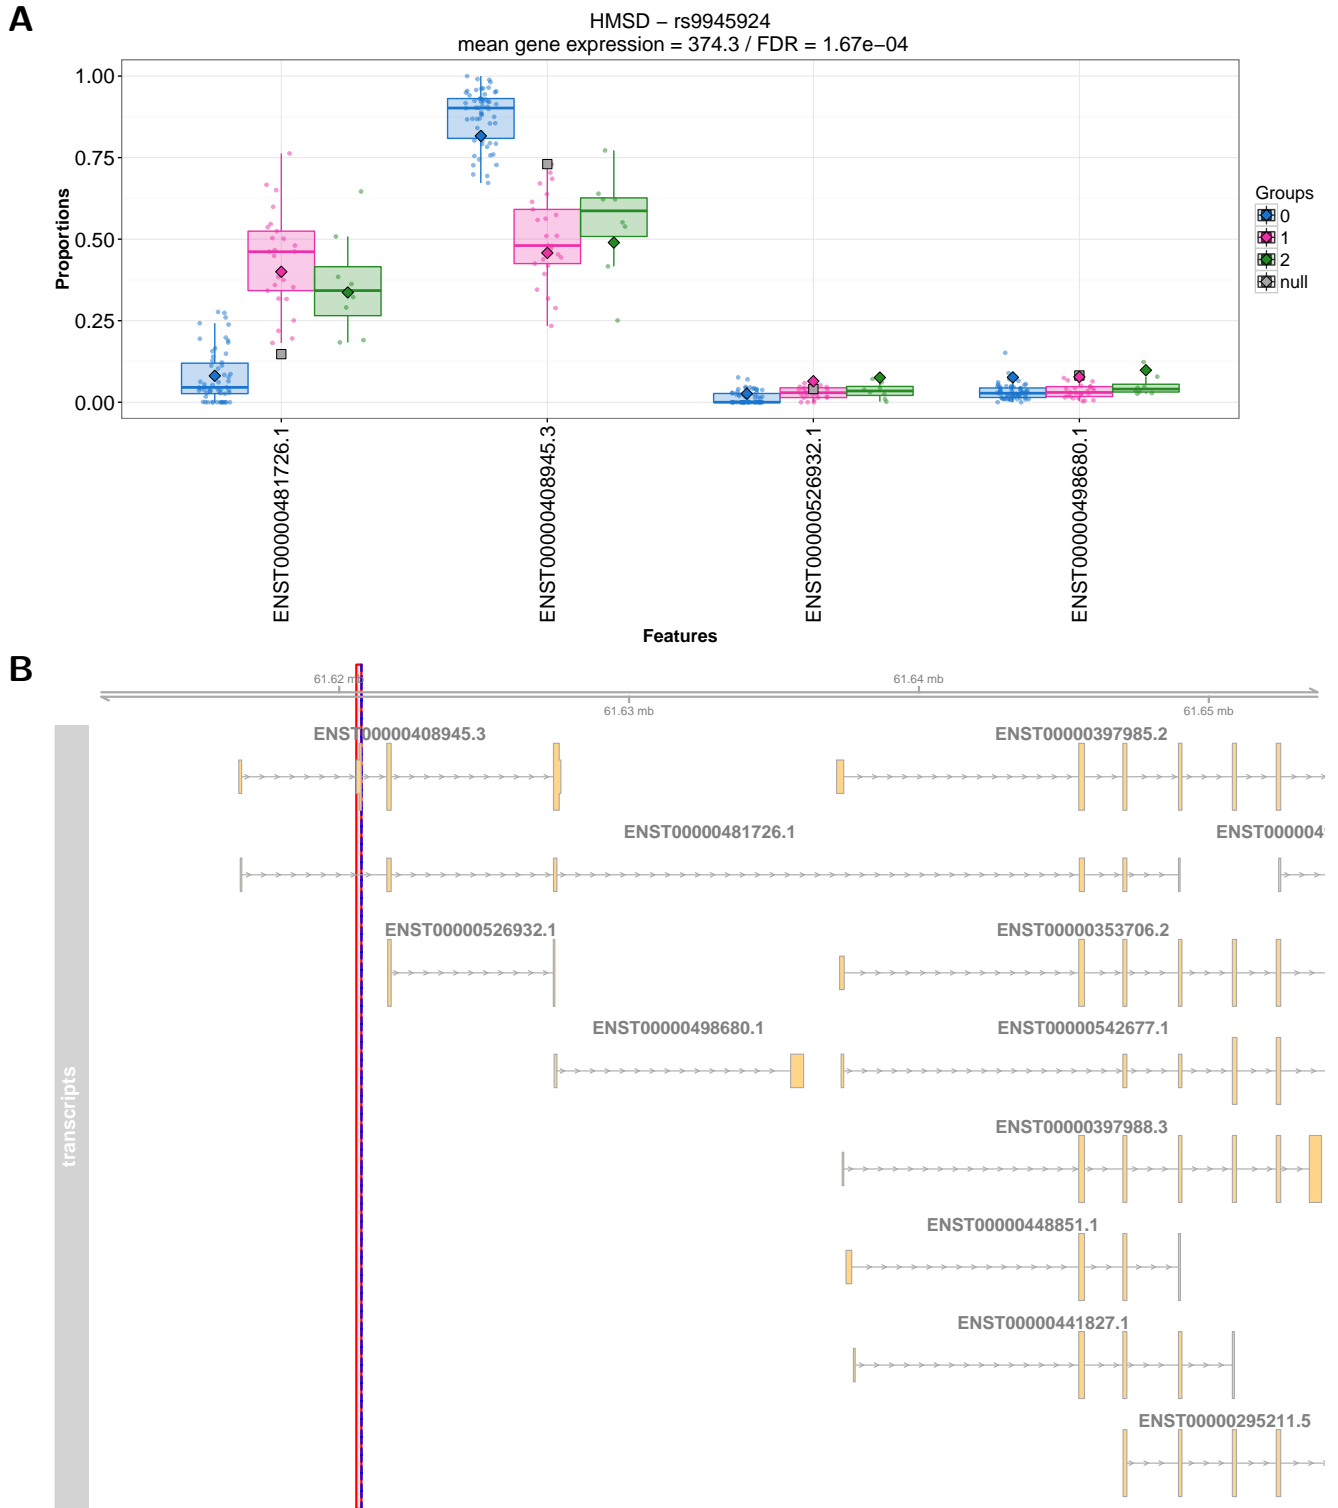 A
HMSD – rs9945924
mean gene expression = 374.3 / FDR = 1.67e−04
Proportions
1.00
0.75
0.50
0.25
0.00
Groups
0
1
2
null
ENST00000481726.1
ENST00000408945.3
ENST00000526932.1
ENST00000498680.1
Features
B
61.62 mb
61.64 mb
61.63 mb
61.65 mb
transcripts
ENST00000408945.3
ENST00000397985.2
ENST00000481726.1
ENST000004
ENST00000526932.1
ENST00000353706.2
ENST00000498680.1
ENST00000542677.1
ENST00000397988.3
ENST00000448851.1
ENST00000441827.1
ENST00000295211.5